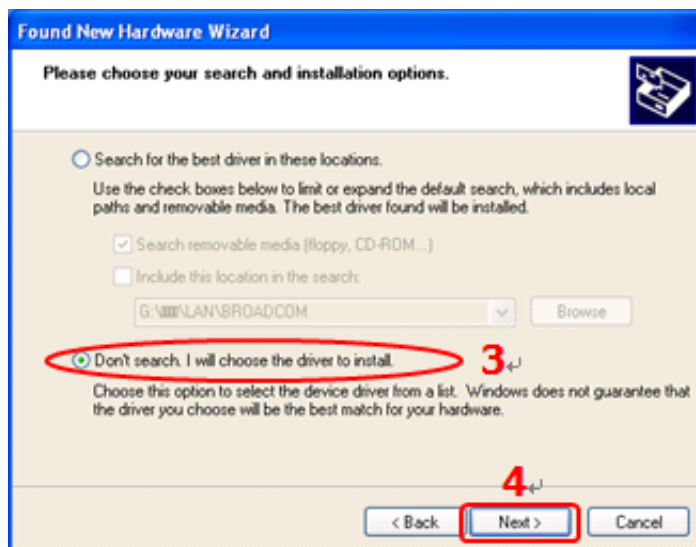 Found New Hardware Wizard
Please choose your search and installation options.
Search for the best driver in these locations.
Use the check boxes below to limit or expand the default search, which includes local
paths and removable media. The best driver found will be installed.
Search removable media (floppy, CD-ROM...)
Include this location in the search:
\LAN\BROADCOM
Browse
Don't search. I will choose the driver to install.
3
Choose this option to select the device driver from a list. Windows does not guarantee that
the driver you choose will be the best match for your hardware.
4
< Back Next > Cancel